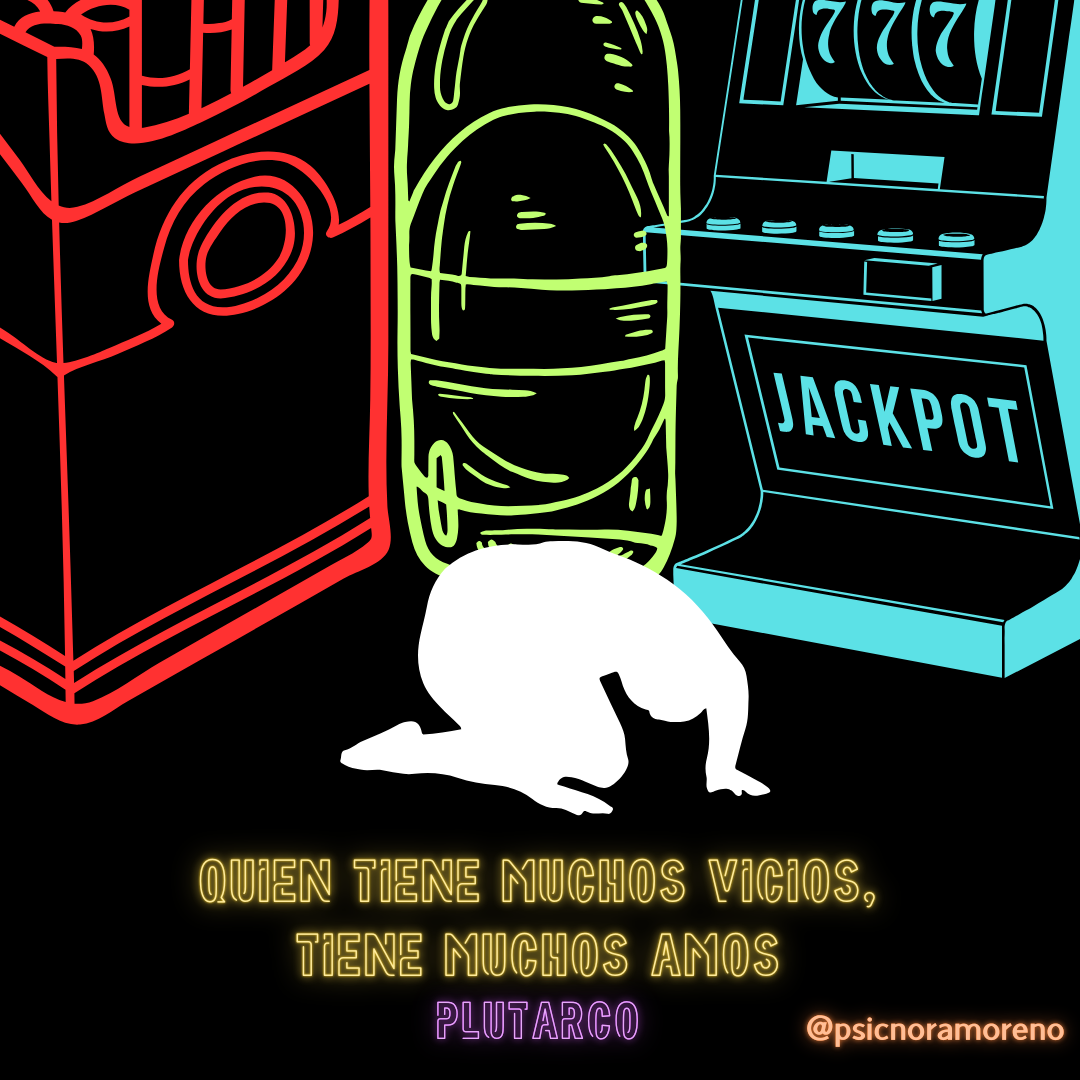 777
JACKPOT
QUIEN TIENE MUCHOS VICIOS,
TIENE MUCHOS AMOS
PLUTARCO
@psicnoramoreno